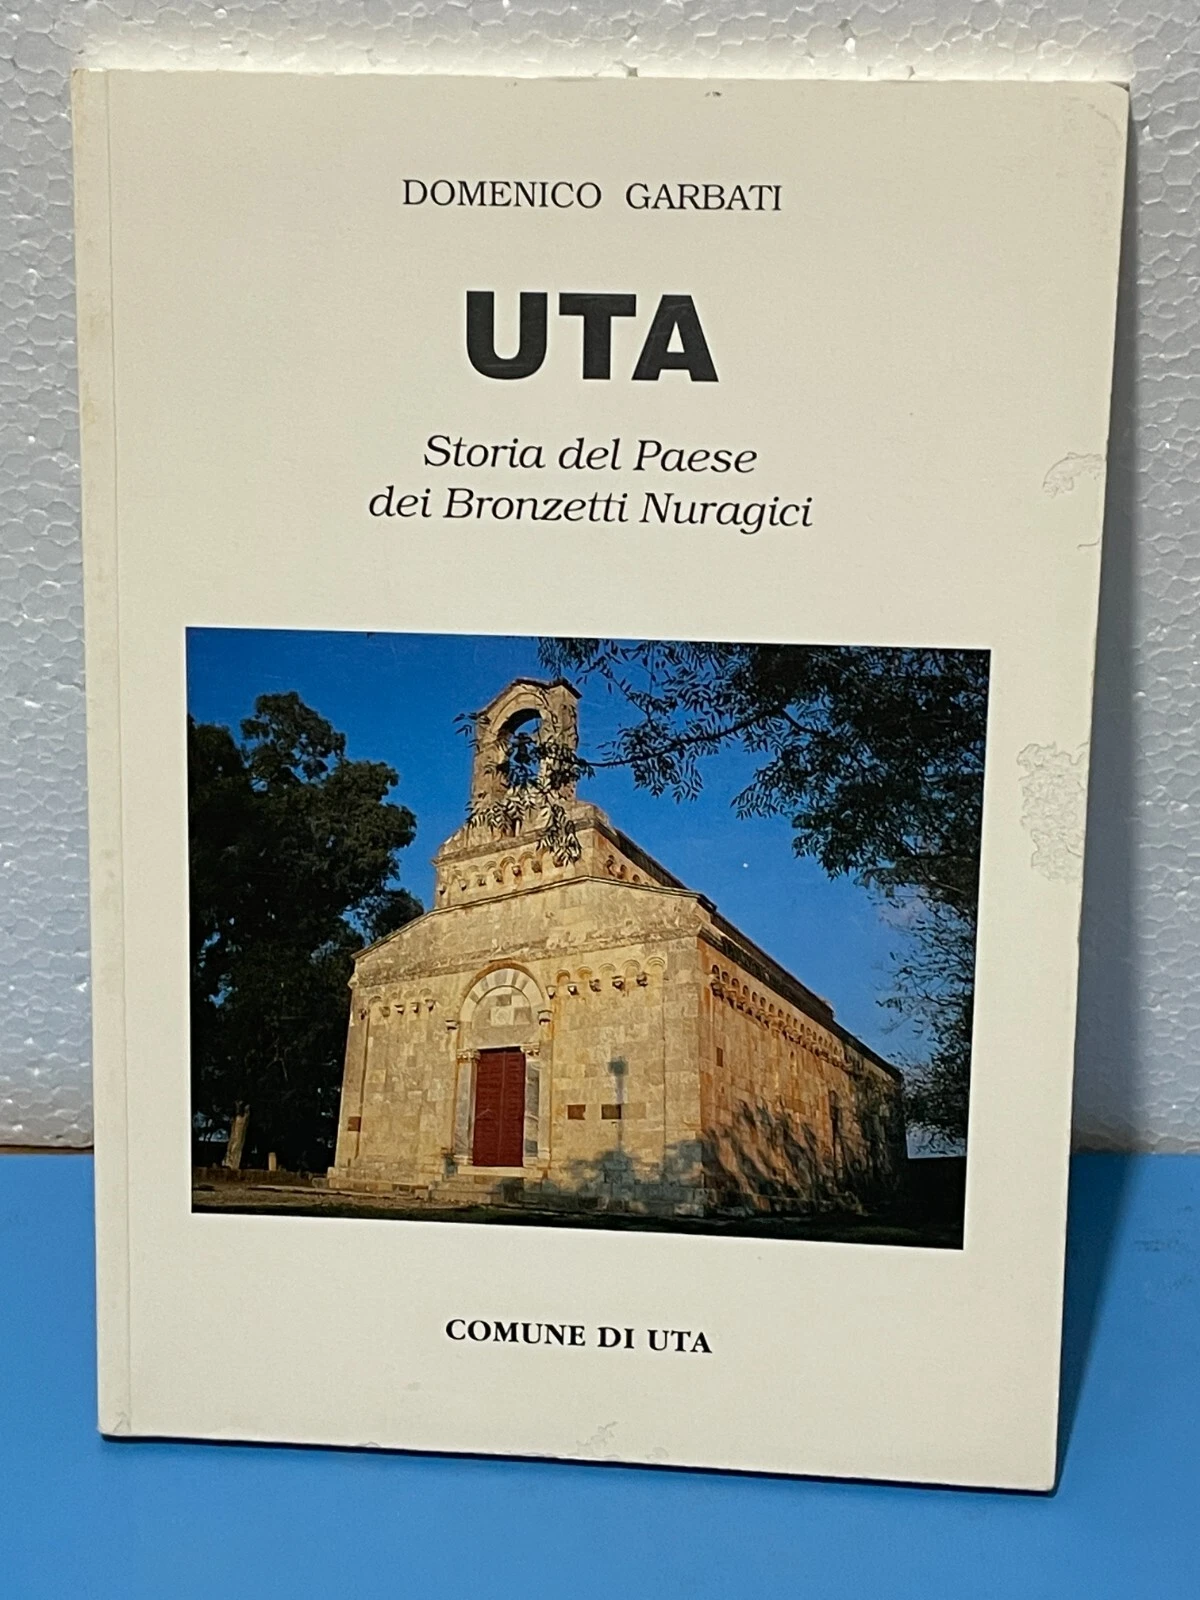 DOMENICO GARBATI
UTA
Storia del Paese
dei Bronzetti Nuragici
COMUNE DI UTA